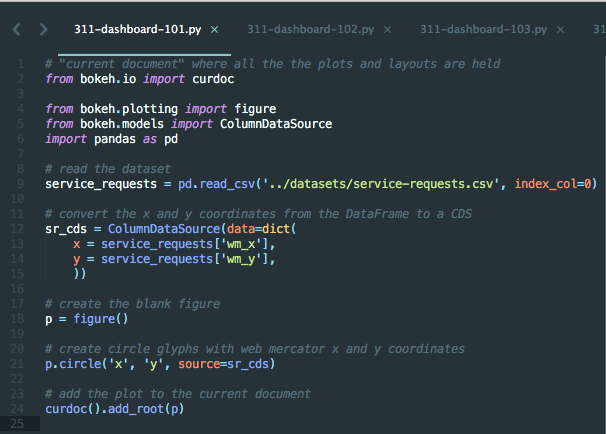 311-dashboard-101.py × 311-dashboard-102.py × 311-dashboard-103.py × 31
1 # "current document" where all the the plots and layouts are held
2 from bokeh.io import curdoc
3
4 from bokeh.plotting import figure
5 from bokeh.models import ColumnDataSource
6 import pandas as pd
7
8 # read the dataset
9 service_requests = pd.read_csv('../datasets/service-requests.csv', index_col=0)
10
11 # convert the x and y coordinates from the DataFrame to a CDS
12 sr_cds = ColumnDataSource(data=dict(
13     x = service_requests['wm_x'],
14     y = service_requests['wm_y'],
15     ))
16
17 # create the blank figure
18 p = figure()
19
20 # create circle glyphs with web mercator x and y coordinates
21 p.circle('x', 'y', source=sr_cds)
22
23 # add the plot to the current document
24 curdoc().add_root(p)
25